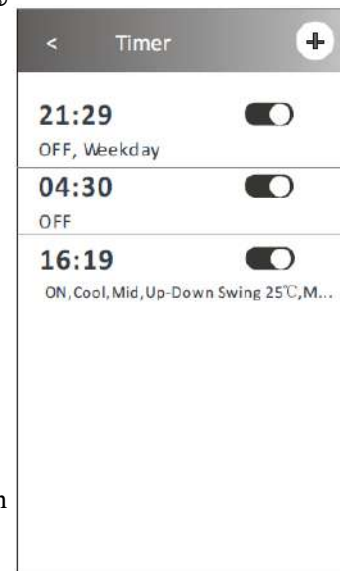 < Timer +
21:29
OFF, Weekday
04:30
OFF
16:19
ON,Cool,Mid,Up-Down Swing 25℃,M...